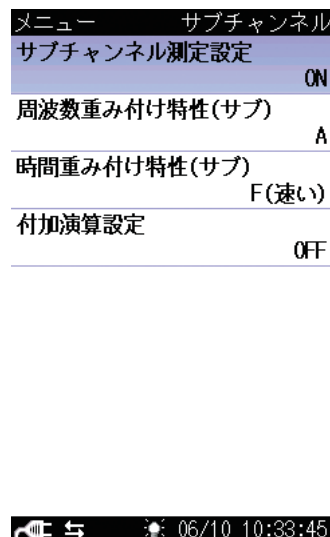 メニュー サブチャンネル
サブチャンネル測定設定
ON
周波数重み付け特性(サブ)
A
時間重み付け特性(サブ)
F(速い)
付加演算設定
OFF
06/10 10:33:45